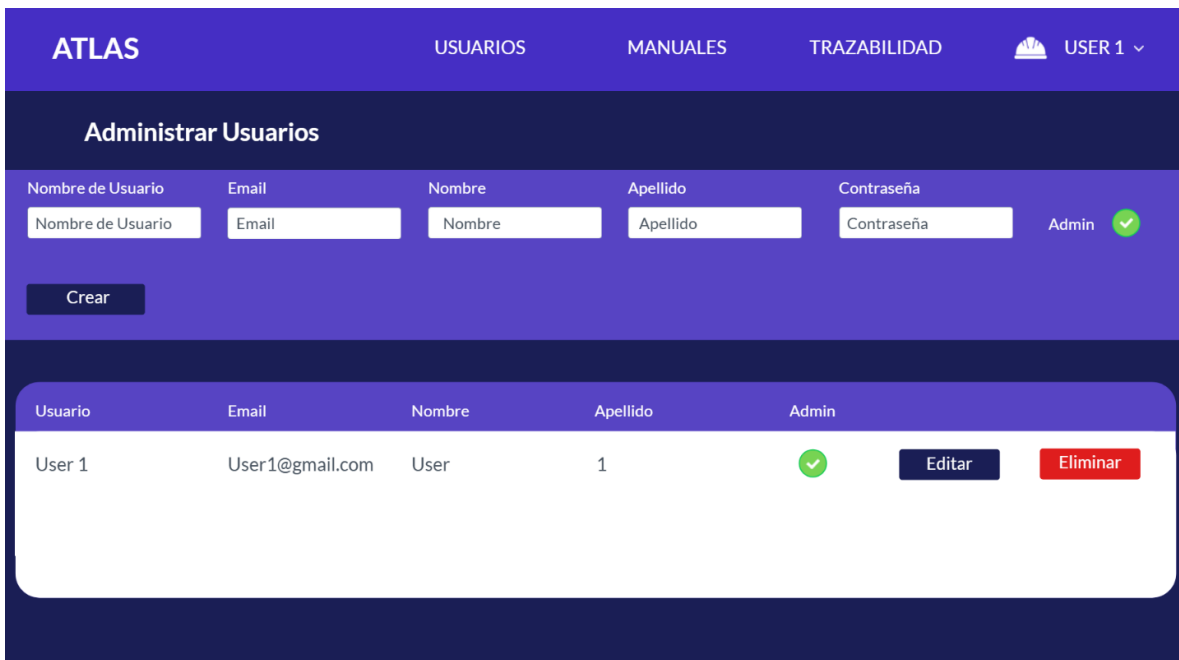 ATLAS USUARIOS MANUALES TRAZABILIDAD USER 1
Administrar Usuarios
Nombre de Usuario Email Nombre Apellido Contraseña
Nombre de Usuario Email Nombre Apellido Contraseña Admin
Crear
Usuario Email Nombre Apellido Admin
User 1 User1@gmail.com User 1 Editar Eliminar